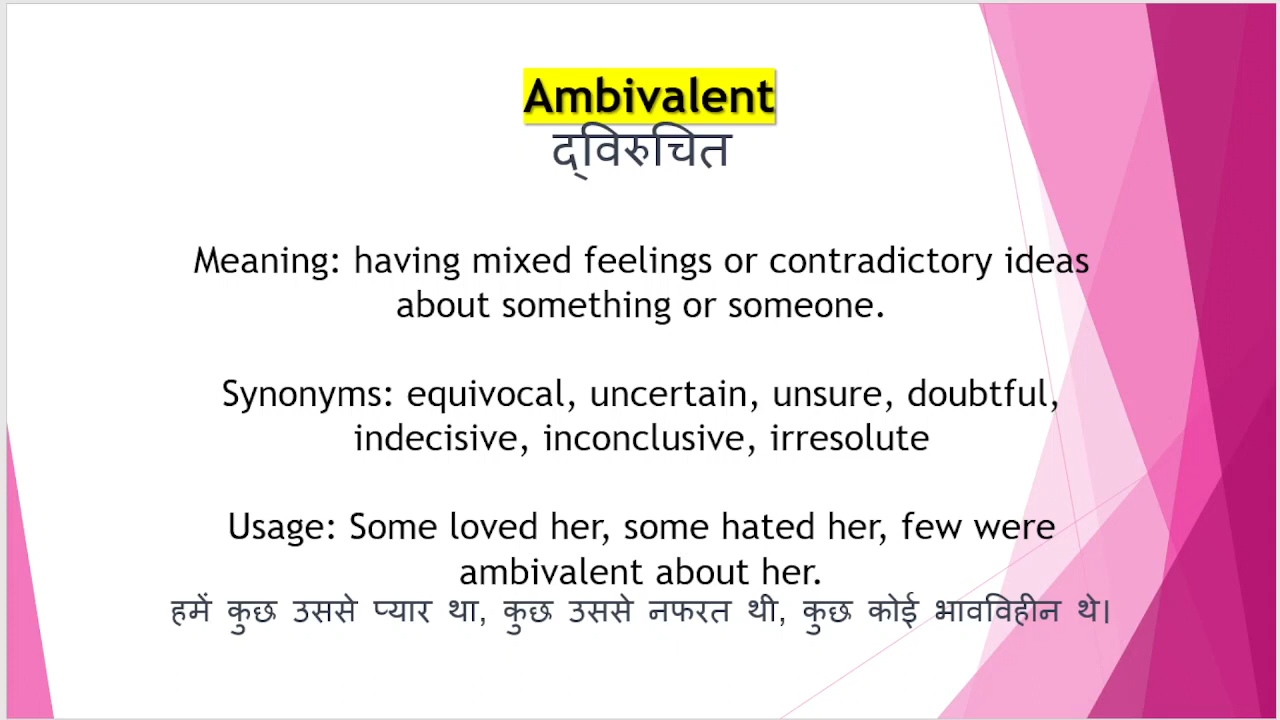 Ambivalent
द्विरुचित
Meaning: having mixed feelings or contradictory ideas
about something or someone.
Synonyms: equivocal, uncertain, unsure, doubtful,
indecisive, inconclusive, irresolute
Usage: Some loved her, some hated her, few were
ambivalent about her.
हमें कुछ उससे प्यार था, कुछ उससे नफरत थी, कुछ कोई भावविहीन थे।